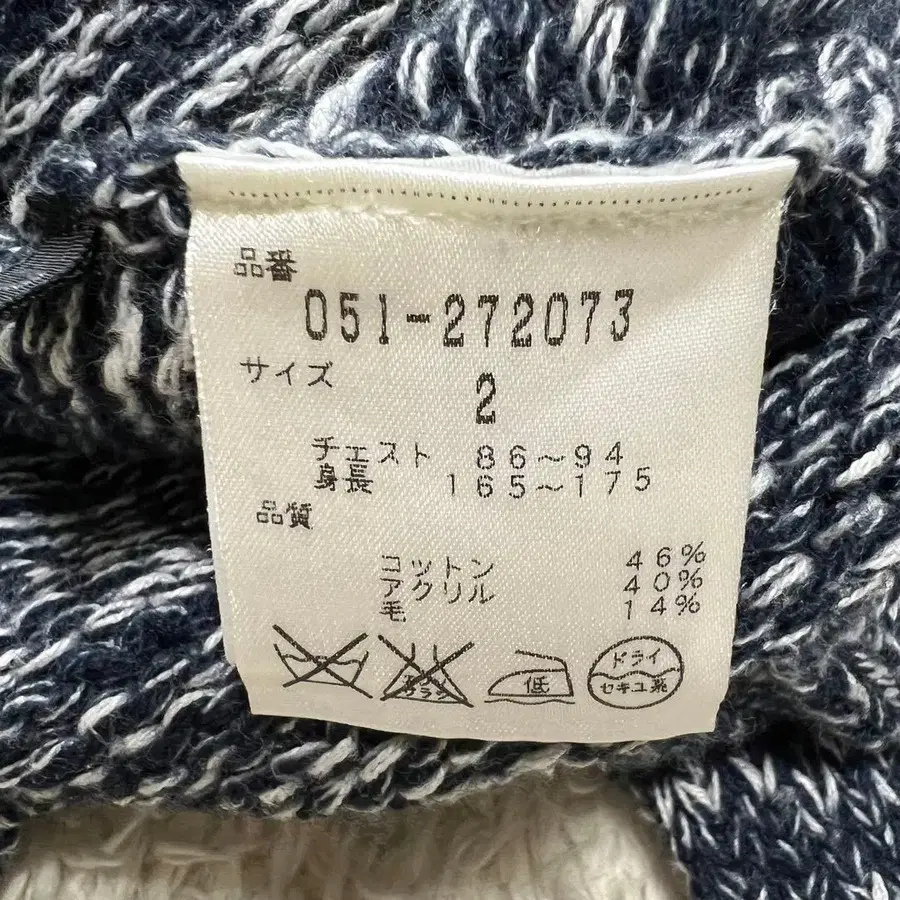 品番
051-272073
サイズ
2
チェスト 86～94
身長 165～175
品質
コットン 46%
アクリル 40%
毛 14%
低
ドライ
セキユ系